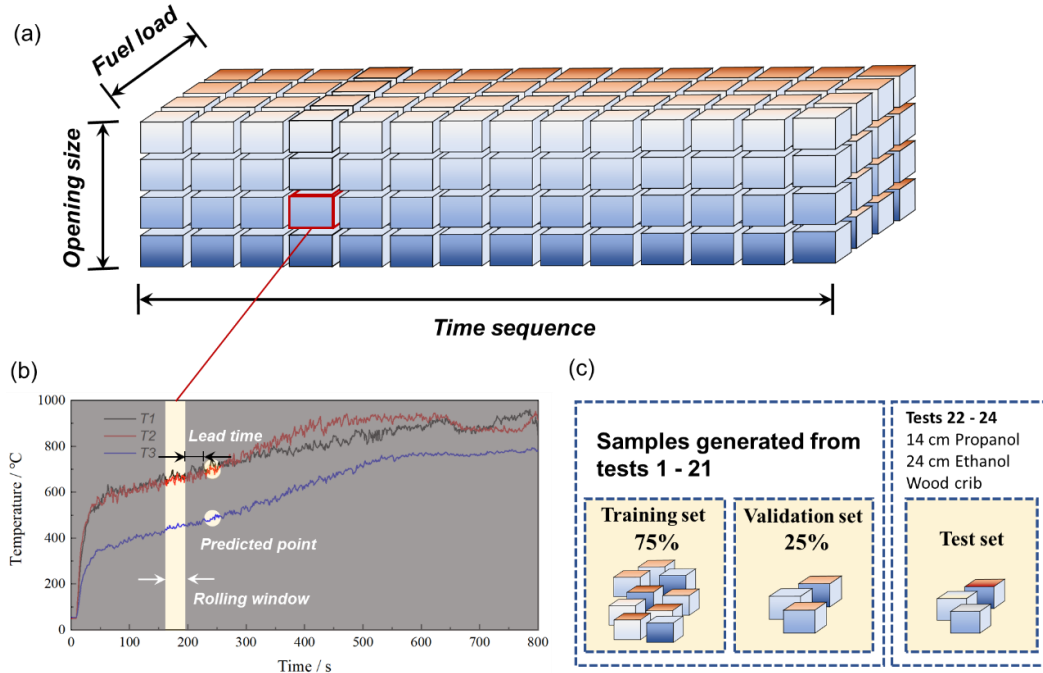 (a)
Fuel load
Opening size
Time sequence
(b)
1000
800
600
400
200
0
Temperature / °C
T1
T2
T3
Lead time
Predicted point
Rolling window
0
100
200
300
400
500
600
700
800
Time / s
(c)
Samples generated from
tests 1 - 21
Training set
75%
Validation set
25%
Tests 22 - 24
14 cm Propanol
24 cm Ethanol
Wood crib
Test set